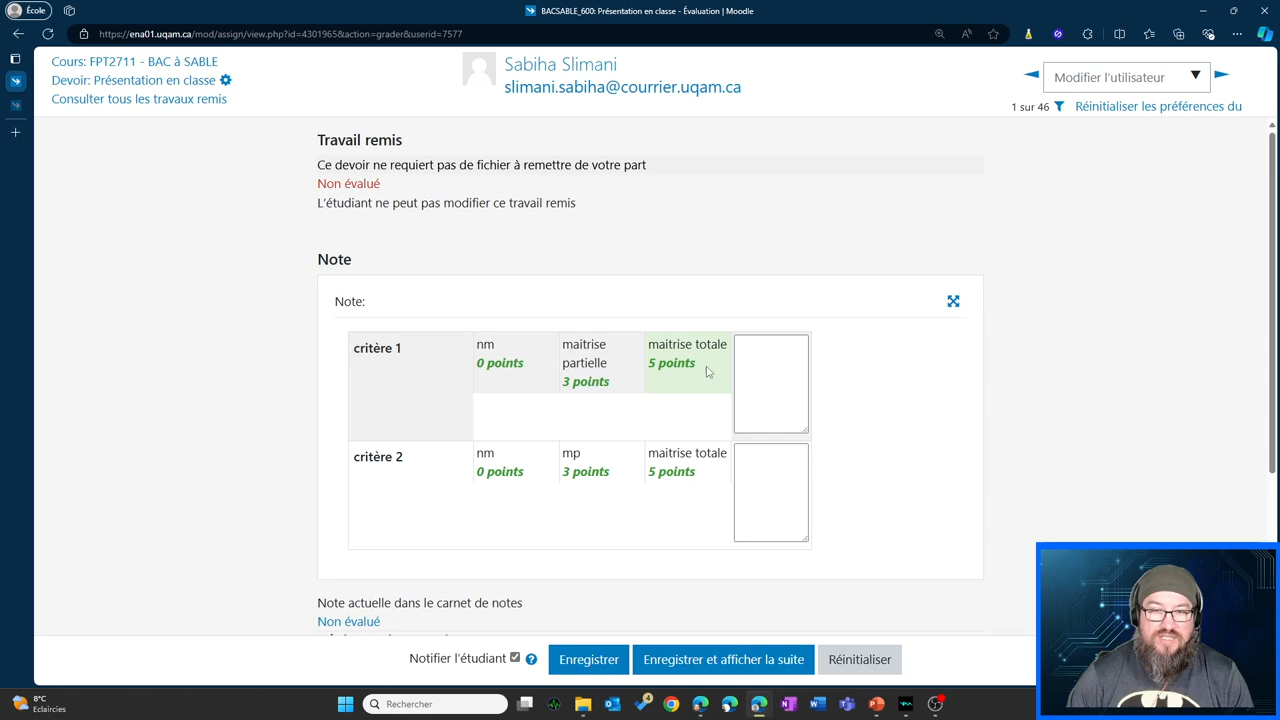 École
BACSABLE_600: Présentation en classe - Évaluation | Moodle
https://ena01.uqam.ca/mod/assign/view.php?id=4301965&action=grader&userid=7577
Cours: FPT2711 - BAC à SABLE
Devoir: Présentation en classe
Consulter tous les travaux remis
Sabiha Slimani
slimani.sabiha@courrier.uqam.ca
Modifier l'utilisateur
1 sur 46
Réinitialiser les préférences du
Travail remis
Ce devoir ne requiert pas de fichier à remettre de votre part
Non évalué
L'étudiant ne peut pas modifier ce travail remis
Note
Note:
critère 1
nm
0 points
maitrise
partielle
3 points
maitrise totale
5 points
critère 2
nm
0 points
mp
3 points
maitrise totale
5 points
Note actuelle dans le carnet de notes
Non évalué
Notifier l'étudiant
Enregistrer
Enregistrer et afficher la suite
Réinitialiser
8°C
Eclaircies
Rechercher
4